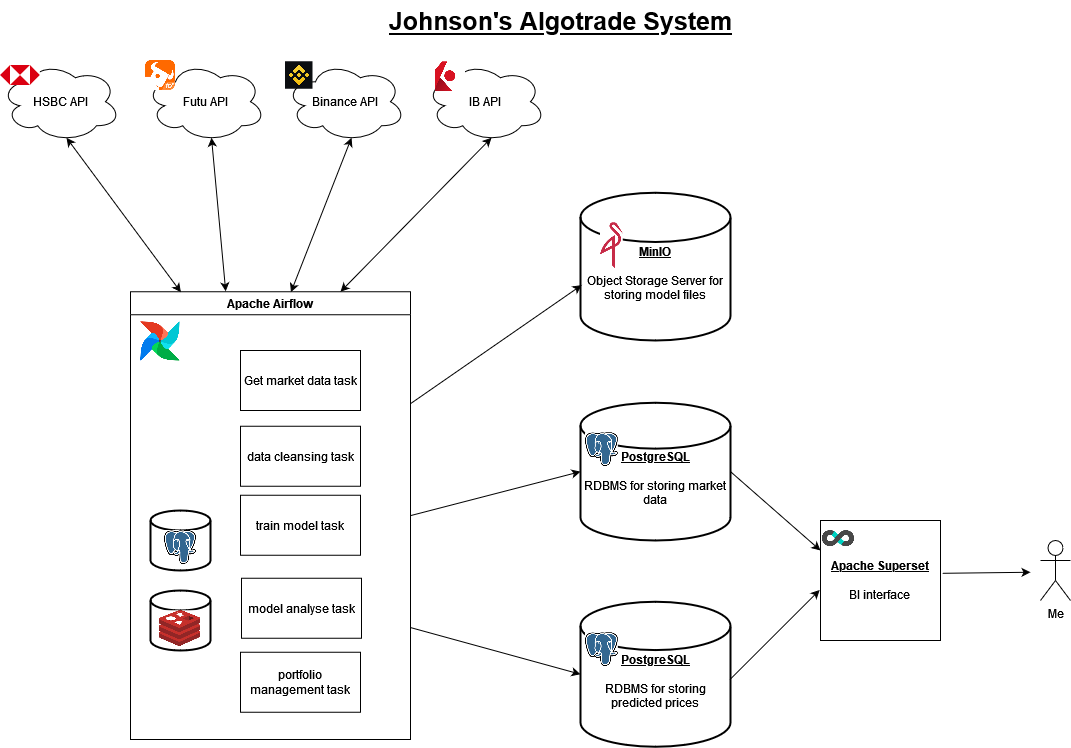 Johnson's Algotrade System
HSBC API
Futu API
Binance API
IB API
Apache Airflow
Get market data task
data cleansing task
train model task
model analyse task
portfolio
management task
MinIO
Object Storage Server for
storing model files
PostgreSQL
RDBMS for storing market
data
PostgreSQL
RDBMS for storing
predicted prices
Apache Superset
BI interface
Me